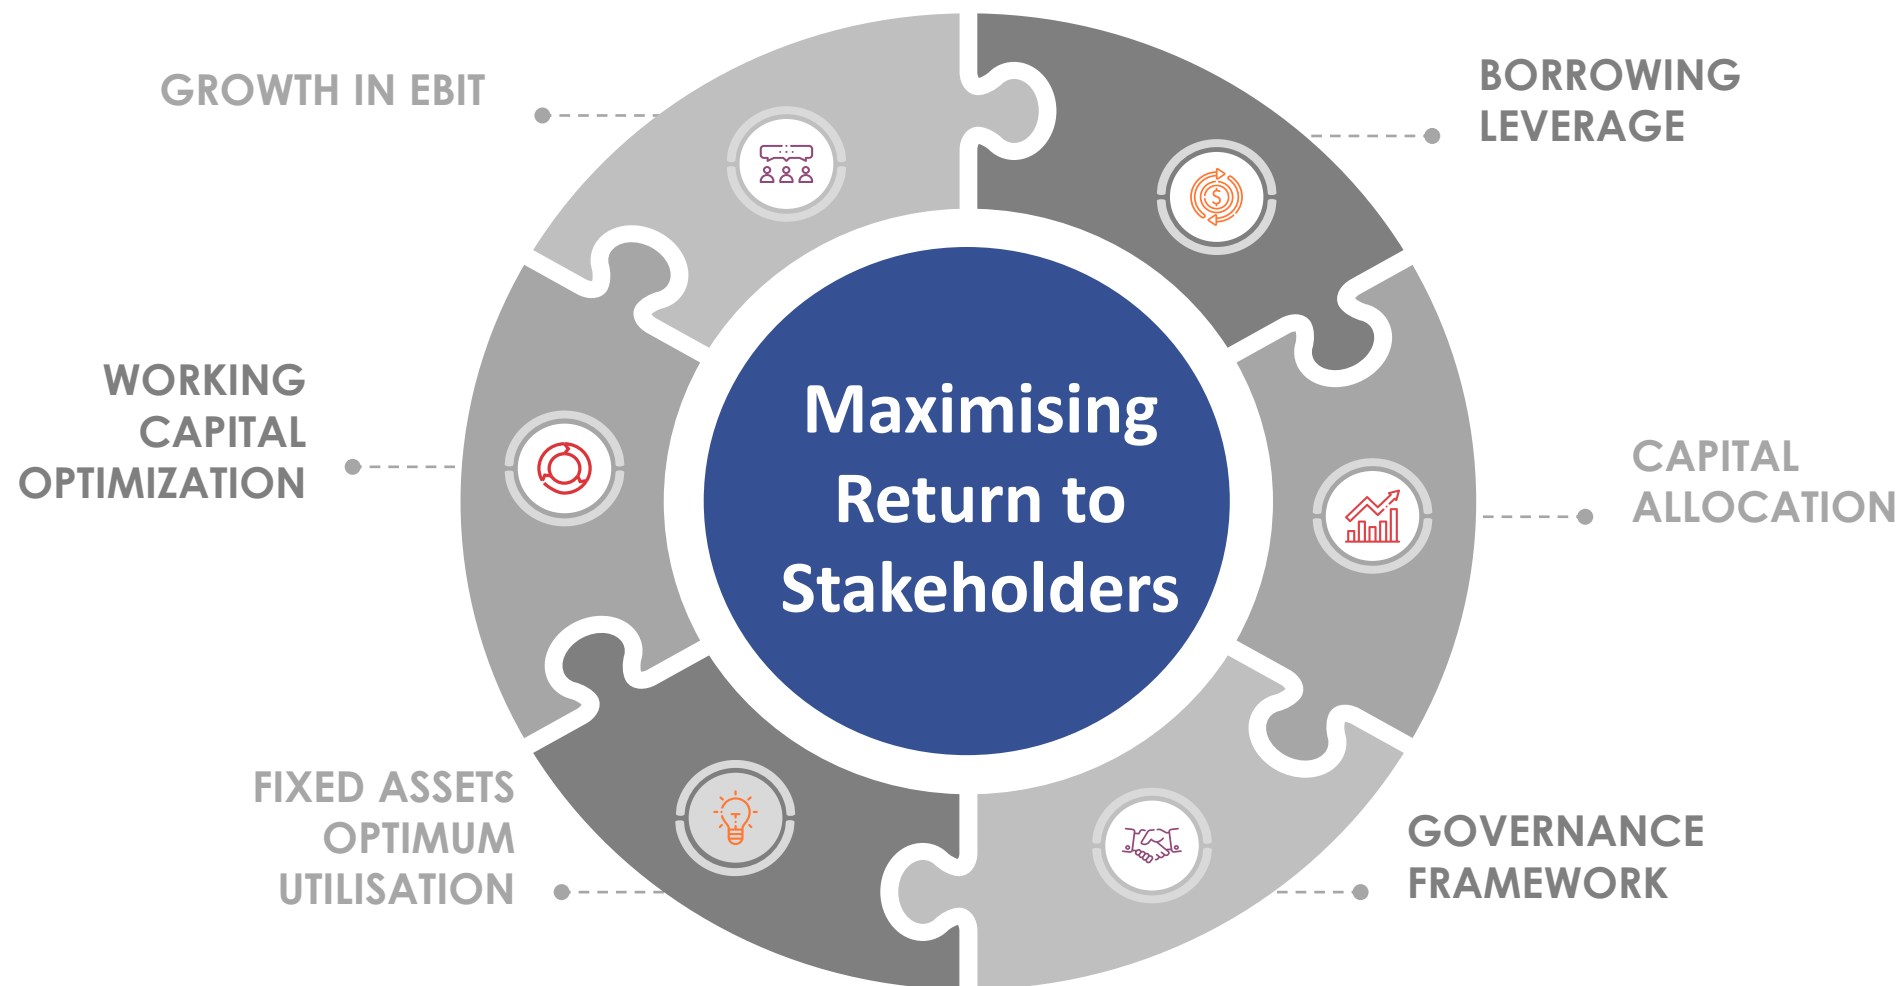 GROWTH IN EBIT
BORROWING
LEVERAGE
WORKING
CAPITAL
OPTIMIZATION
Maximising
Return to
Stakeholders
CAPITAL
ALLOCATION
FIXED ASSETS
OPTIMUM
UTILISATION
GOVERNANCE
FRAMEWORK
$